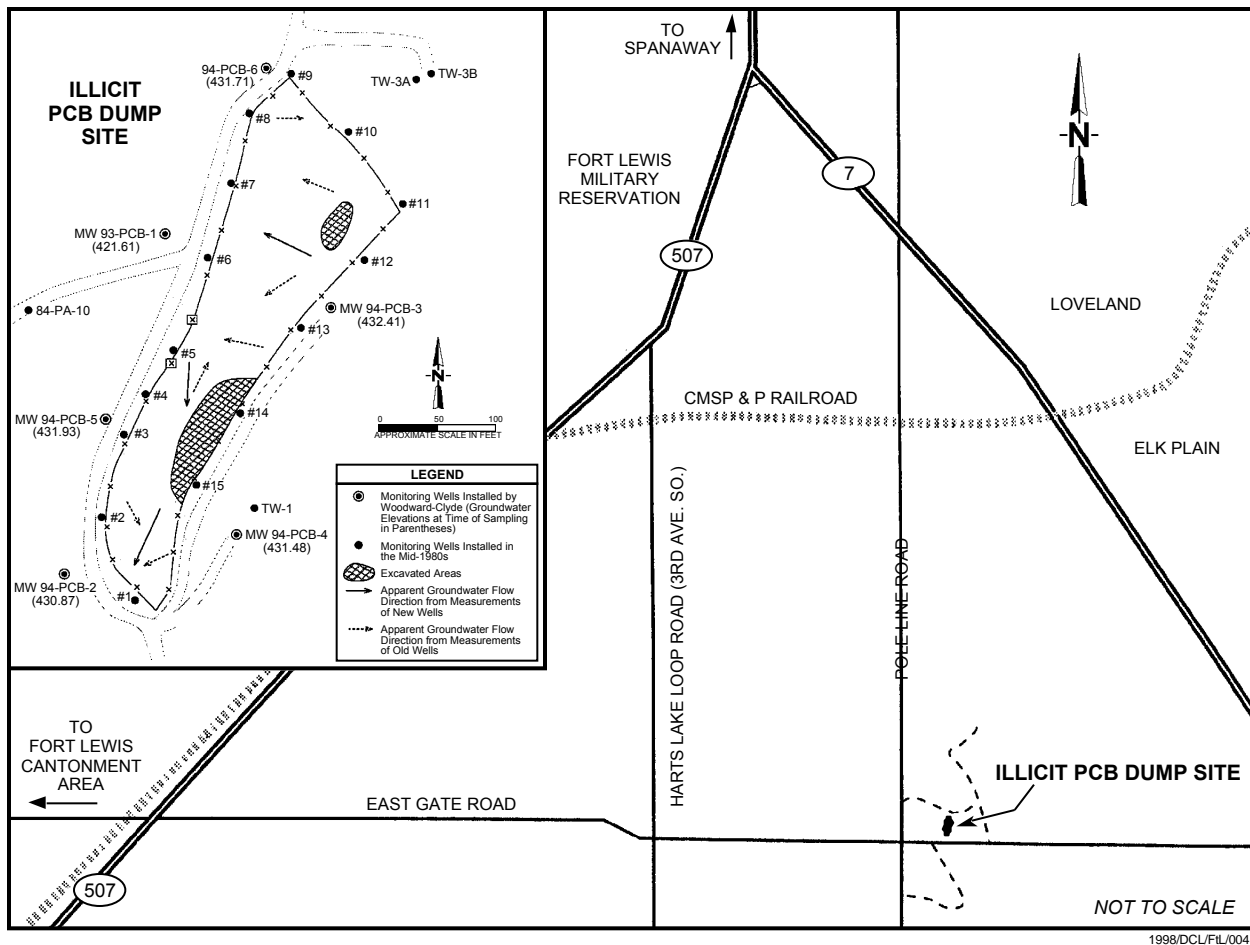 ILLICIT
PCB DUMP
SITE
94-PCB-6
(431.71)
#9
TW-3A
TW-3B
#8
#10
#7
#11
MW 93-PCB-1
(421.61)
#6
#12
84-PA-10
MW 94-PCB-3
(432.41)
#13
#5
N
#4
0 50 100
APPROXIMATE SCALE IN FEET
MW 94-PCB-5
(431.93)
#14
#3
#15
TW-1
#2
MW 94-PCB-4
(431.48)
MW 94-PCB-2
(430.87)
#1
LEGEND
Monitoring Wells Installed by
Woodward-Clyde (Groundwater
Elevations at Time of Sampling
in Parentheses)
Monitoring Wells Installed in
the Mid-1980s
Excavated Areas
Apparent Groundwater Flow
Direction from Measurements
of New Wells
Apparent Groundwater Flow
Direction from Measurements
of Old Wells
TO
SPANAWAY
N
FORT LEWIS
MILITARY
RESERVATION
7
507
LOVELAND
CMSP & P RAILROAD
ELK PLAIN
HARTS LAKE LOOP ROAD (3RD AVE. SO.)
POLE LINE ROAD
TO
FORT LEWIS
CANTONMENT
AREA
EAST GATE ROAD
ILLICIT PCB DUMP SITE
507
NOT TO SCALE
1998/DCL/FtL/004